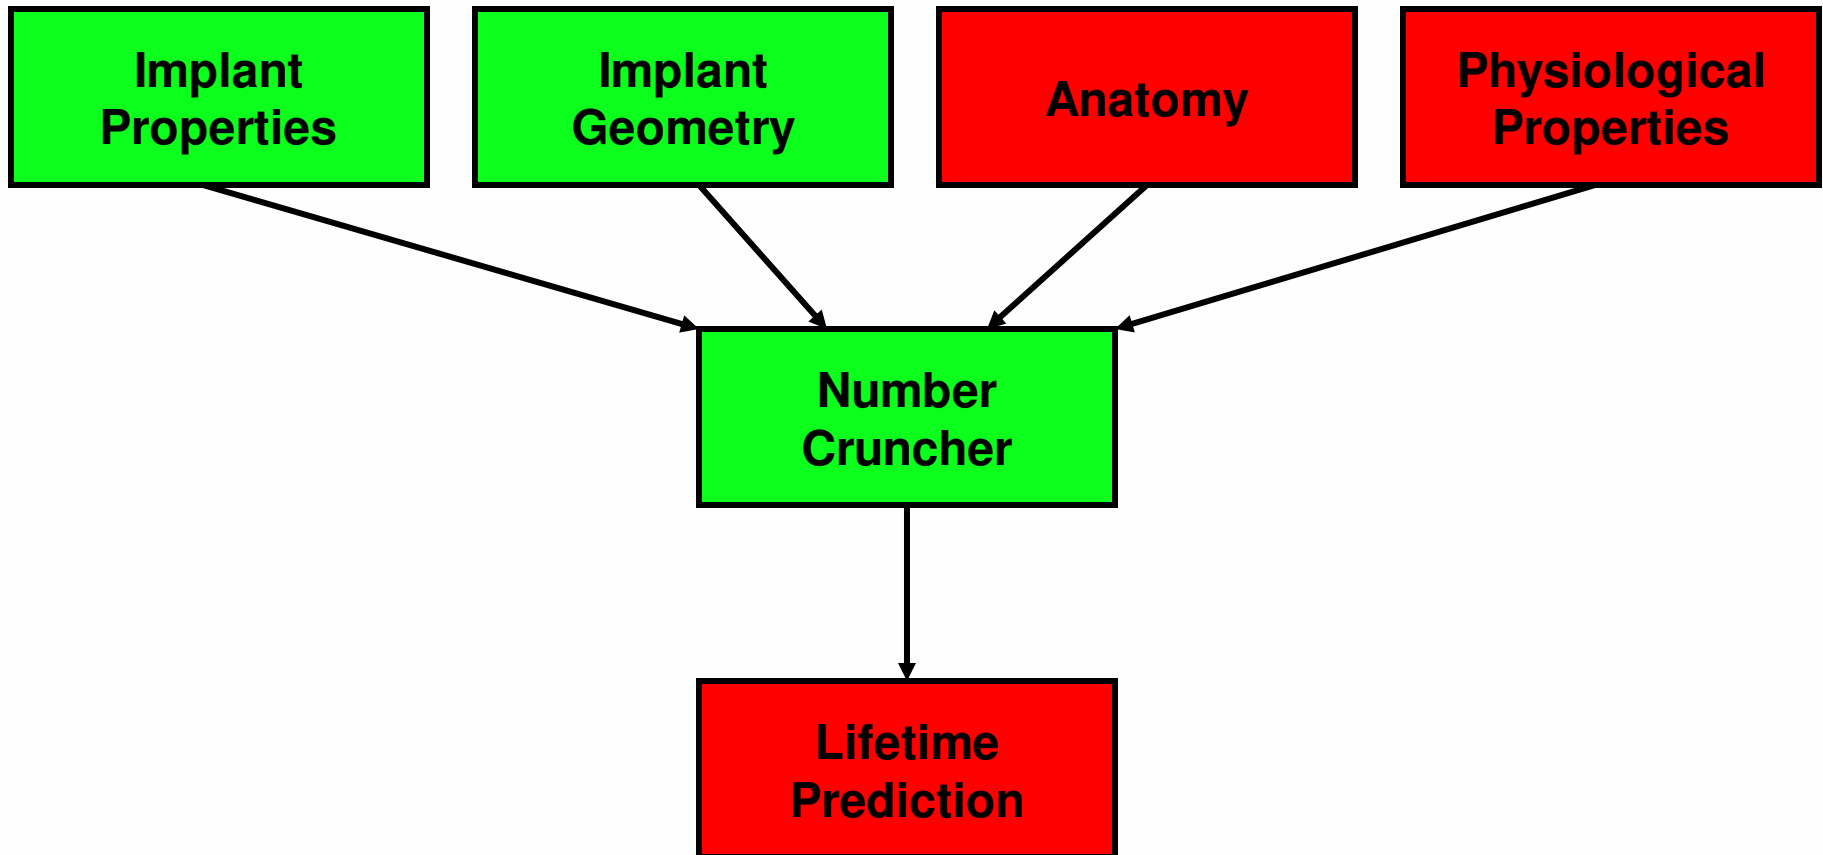 Implant
Properties
Implant
Geometry
Anatomy
Physiological
Properties
Number
Cruncher
Lifetime
Prediction